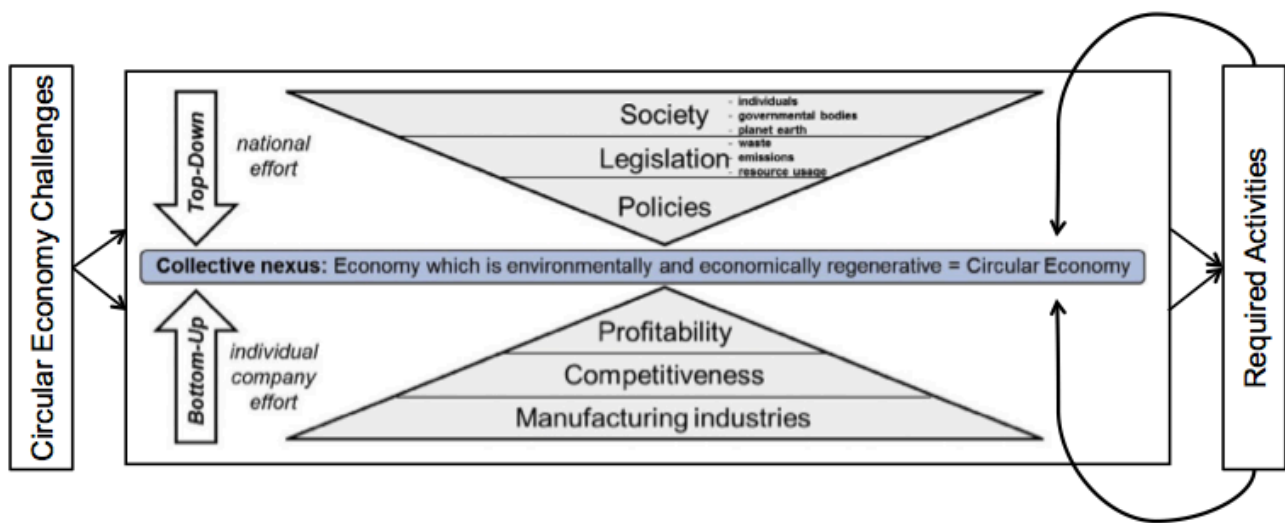 Circular Economy Challenges
Top-Down
national
effort
Society
- individuals
- governmental bodies
- planet earth
Legislation
- waste
- emissions
- resource usage
Policies
Collective nexus: Economy which is environmentally and economically regenerative = Circular Economy
Bottom-Up
individual
company
effort
Profitability
Competitiveness
Manufacturing industries
Required Activities